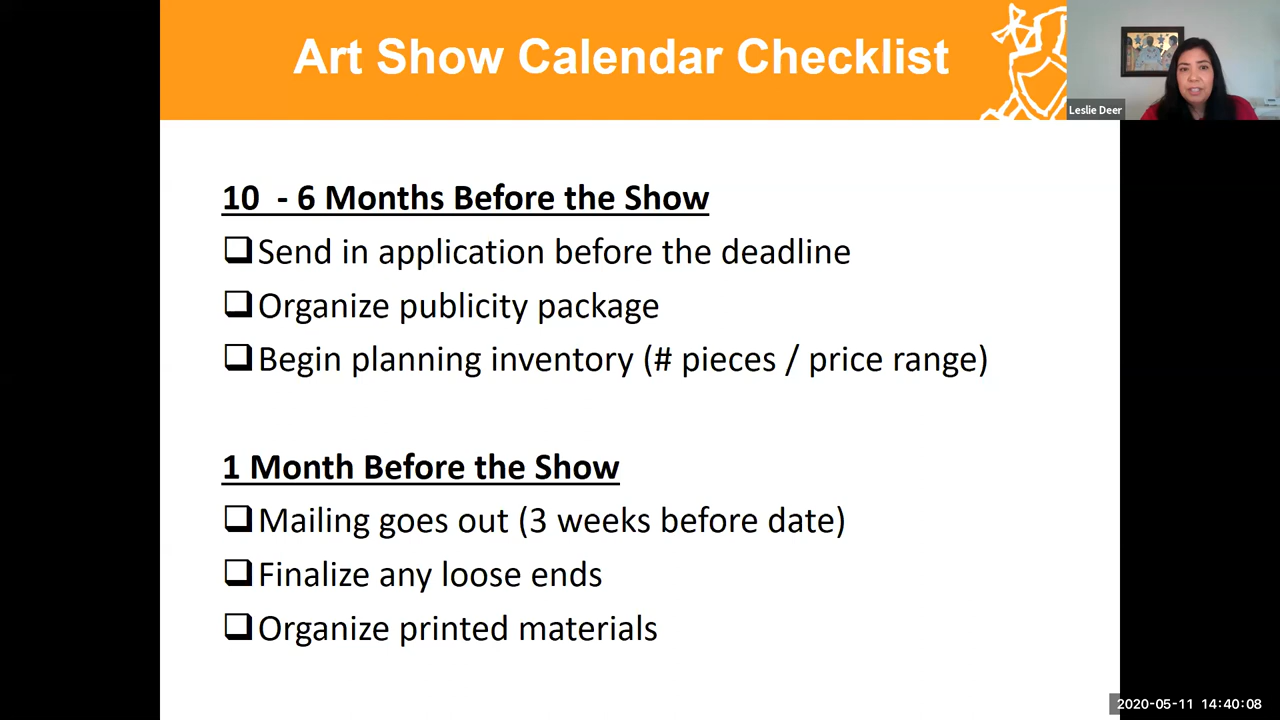 Art Show Calendar Checklist
Leslie Deer
10 - 6 Months Before the Show
Send in application before the deadline
Organize publicity package
Begin planning inventory (# pieces / price range)
1 Month Before the Show
Mailing goes out (3 weeks before date)
Finalize any loose ends
Organize printed materials
2020-05-11 14:40:08